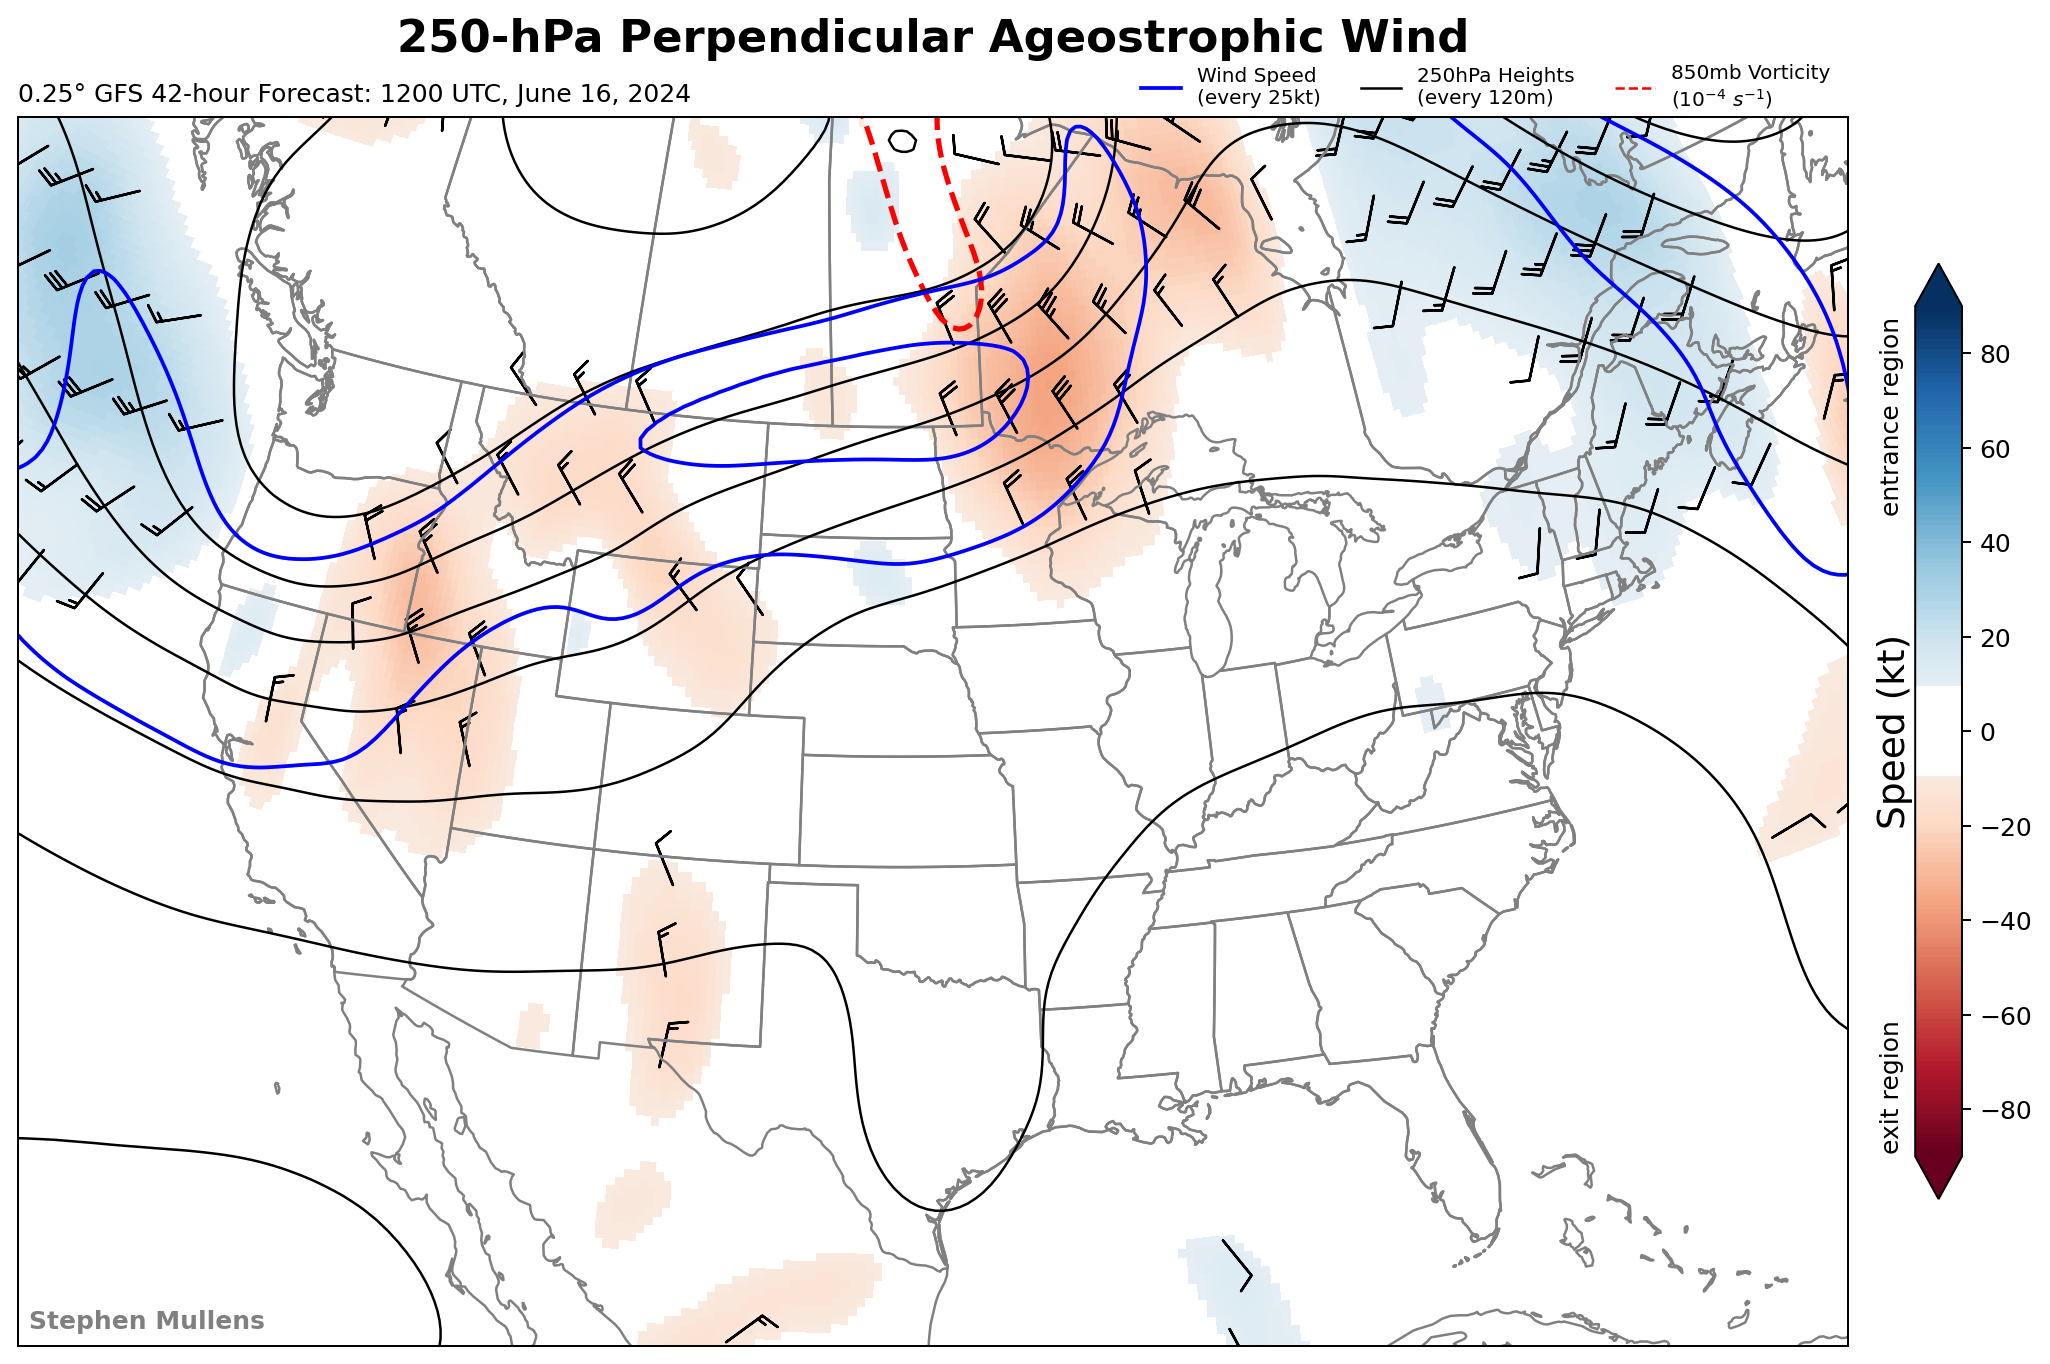 250-hPa Perpendicular Ageostrophic Wind
0.25° GFS 42-hour Forecast: 1200 UTC, June 16, 2024
Wind Speed
(every 25kt)
250hPa Heights
(every 120m)
850mb Vorticity
(10⁻⁴ s⁻¹)
entrance region
Speed (kt)
exit region
80
60
40
20
0
−20
−40
−60
−80
Stephen Mullens